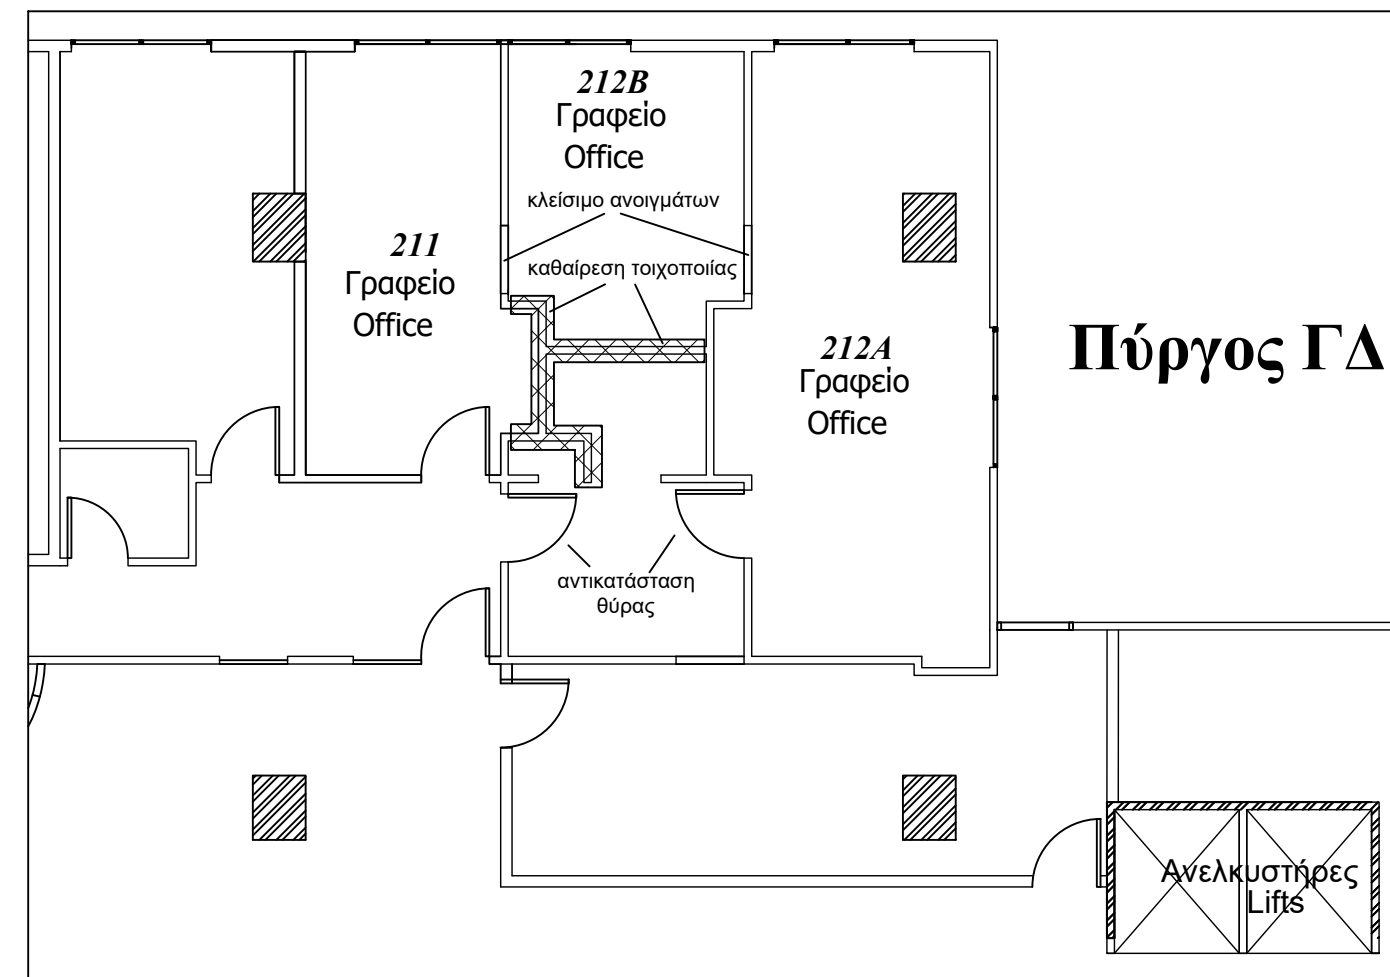 212B
Γραφείο
Office
κλείσιμο ανοιγμάτων
211
Γραφείο
Office
καθαίρεση τοιχοποιίας
212A
Γραφείο
Office
Πύργος ΓΔ
αντικατάσταση
θύρας
Ανελκυστήρες
Lifts